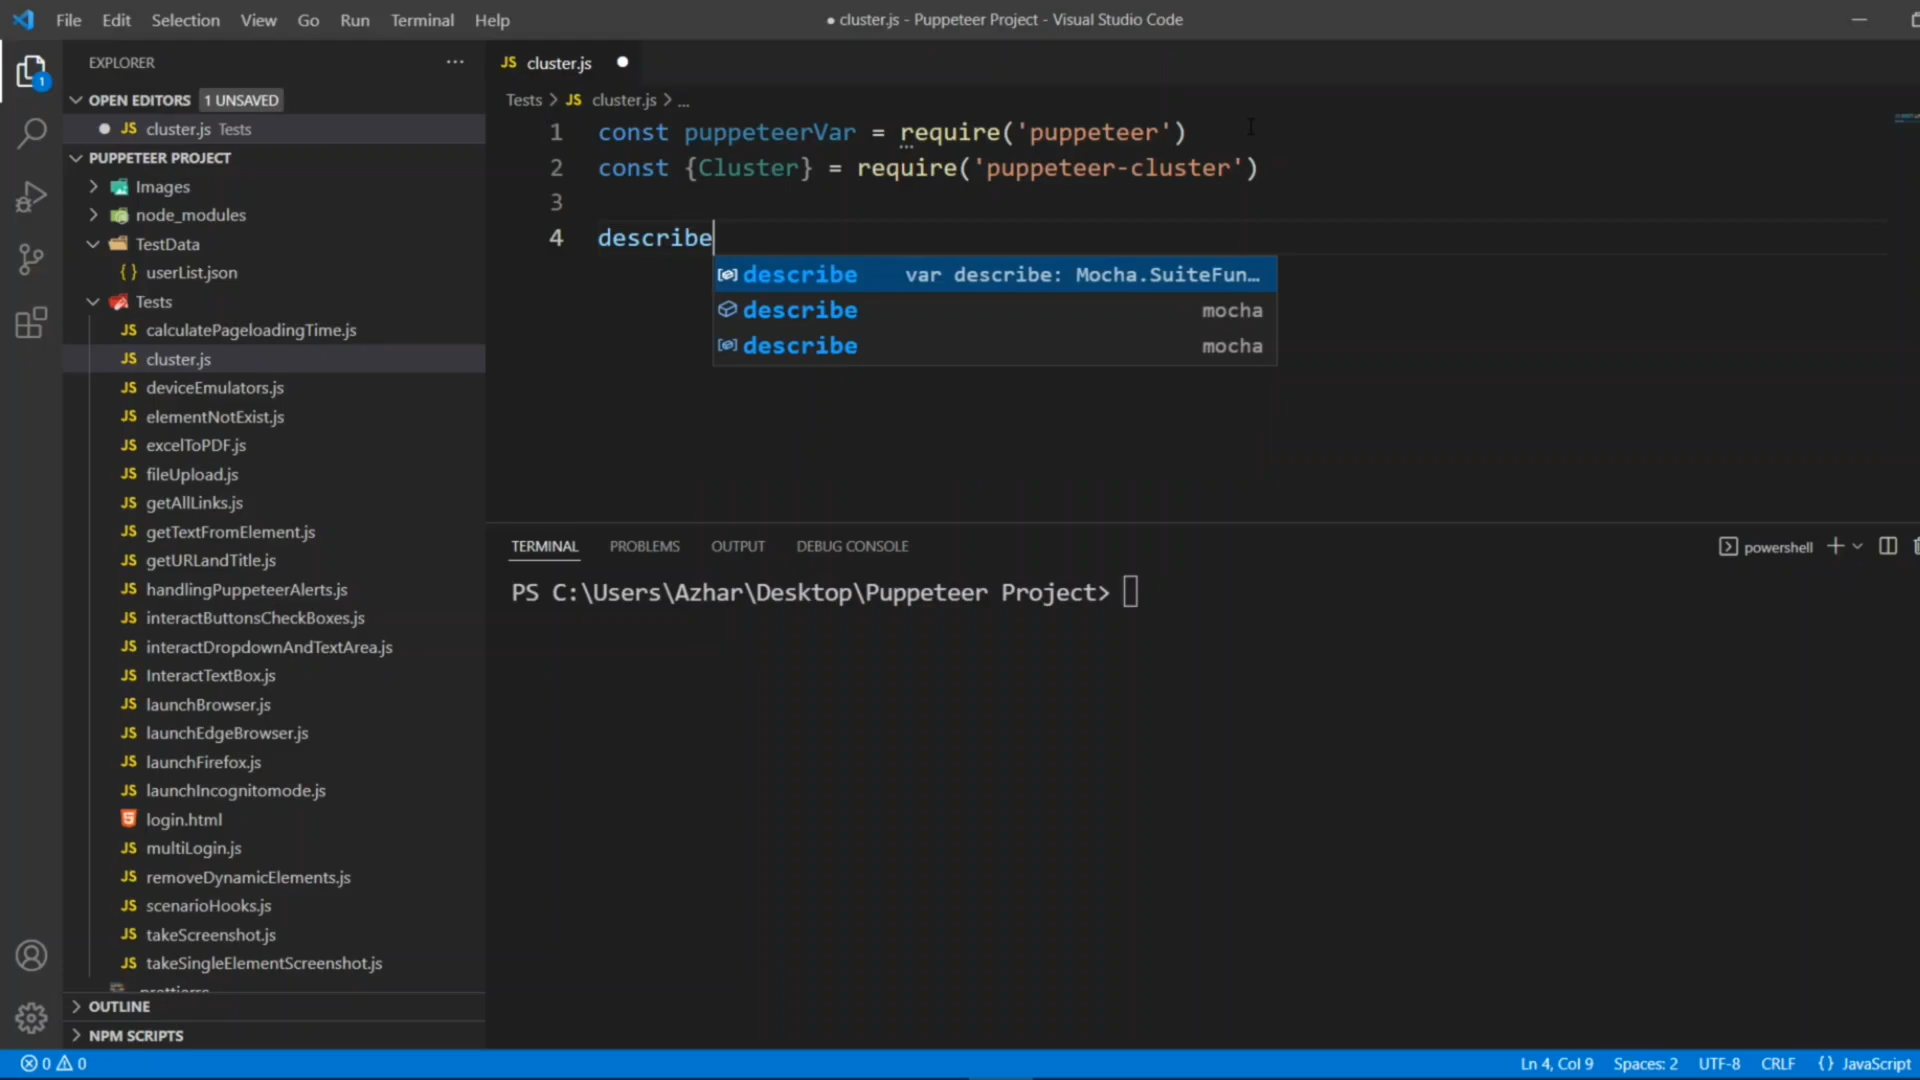 File Edit Selection View Go Run Terminal Help
● cluster.js - Puppeteer Project - Visual Studio Code
EXPLORER
OPEN EDITORS 1 UNSAVED
JS cluster.js Tests
PUPPETEER PROJECT
Images
node_modules
TestData
{ } userList.json
Tests
JS calculatePageloadingTime.js
JS cluster.js
JS deviceEmulators.js
JS elementNotExist.js
JS excelToPDF.js
JS fileUpload.js
JS getAllLinks.js
JS getTextFromElement.js
JS getURLandTitle.js
JS handlingPuppeteerAlerts.js
JS interactButtonsCheckBoxes.js
JS interactDropdownAndTextArea.js
JS InteractTextBox.js
JS launchBrowser.js
JS launchEdgeBrowser.js
JS launchFirefox.js
JS launchIncognitomode.js
login.html
JS multiLogin.js
JS removeDynamicElements.js
JS scenarioHooks.js
JS takeScreenshot.js
JS takeSingleElementScreenshot.js
OUTLINE
NPM SCRIPTS
JS cluster.js
Tests > JS cluster.js > ...
1 const puppeteerVar = require('puppeteer')
2 const {Cluster} = require('puppeteer-cluster')
3
4 describe
describe var describe: Mocha.SuiteFun...
describe mocha
describe mocha
TERMINAL PROBLEMS OUTPUT DEBUG CONSOLE
powershell
PS C:\Users\Azhar\Desktop\Puppeteer Project>
0 0
Ln 4, Col 9 Spaces: 2 UTF-8 CRLF { } JavaScript
1